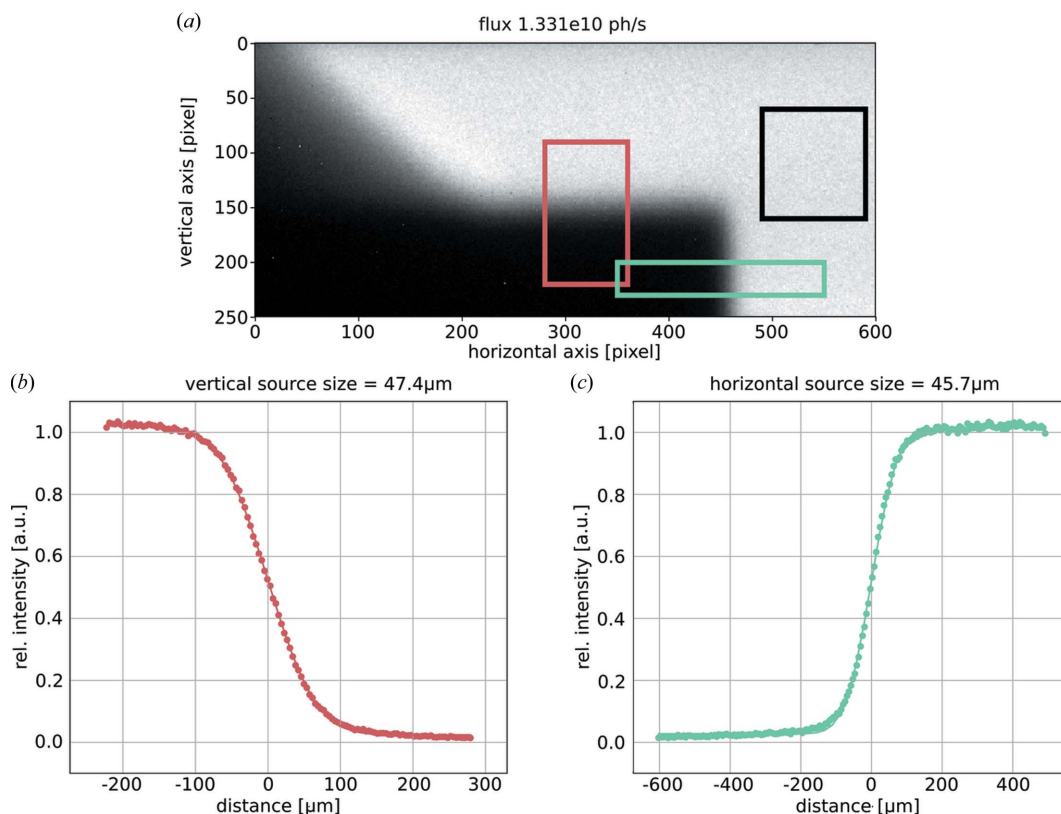 (a)
flux 1.331e10 ph/s
vertical axis [pixel]
0
50
100
150
200
250
0 100 200 300 400 500 600
horizontal axis [pixel]
(b)
vertical source size = 47.4μm
rel. intensity [a.u.]
1.0
0.8
0.6
0.4
0.2
0.0
-200 -100 0 100 200 300
distance [μm]
(c)
horizontal source size = 45.7μm
rel. intensity [a.u.]
1.0
0.8
0.6
0.4
0.2
0.0
-600 -400 -200 0 200 400
distance [μm]